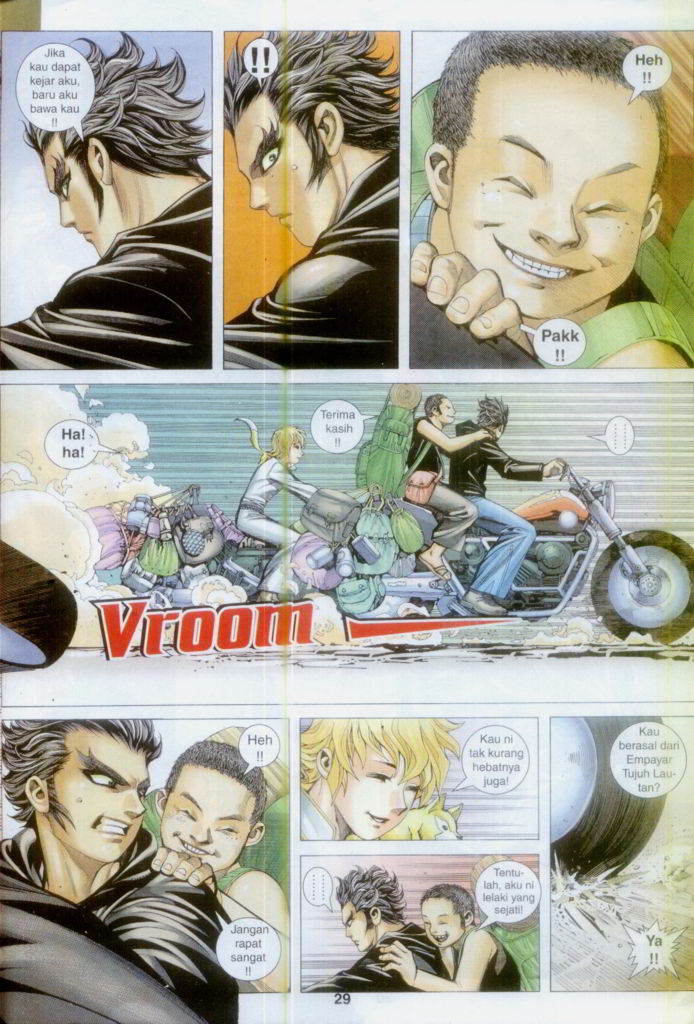 Jika
kau dapat
kejar aku,
baru aku
bawa kau
!!
!!
Heh
!!
Pakk
!!
Ha!
ha!
Terima
kasih
!!
......
Vroom
Heh
!!
Jangan
rapat
sangat
!!
Kau ni
tak kurang
hebatnya
juga!
......
Tentu-
lah, aku ni
lelaki yang
sejati!
Kau
berasal dari
Empayar
Tujuh Lau-
tan?
Ya
!!
29